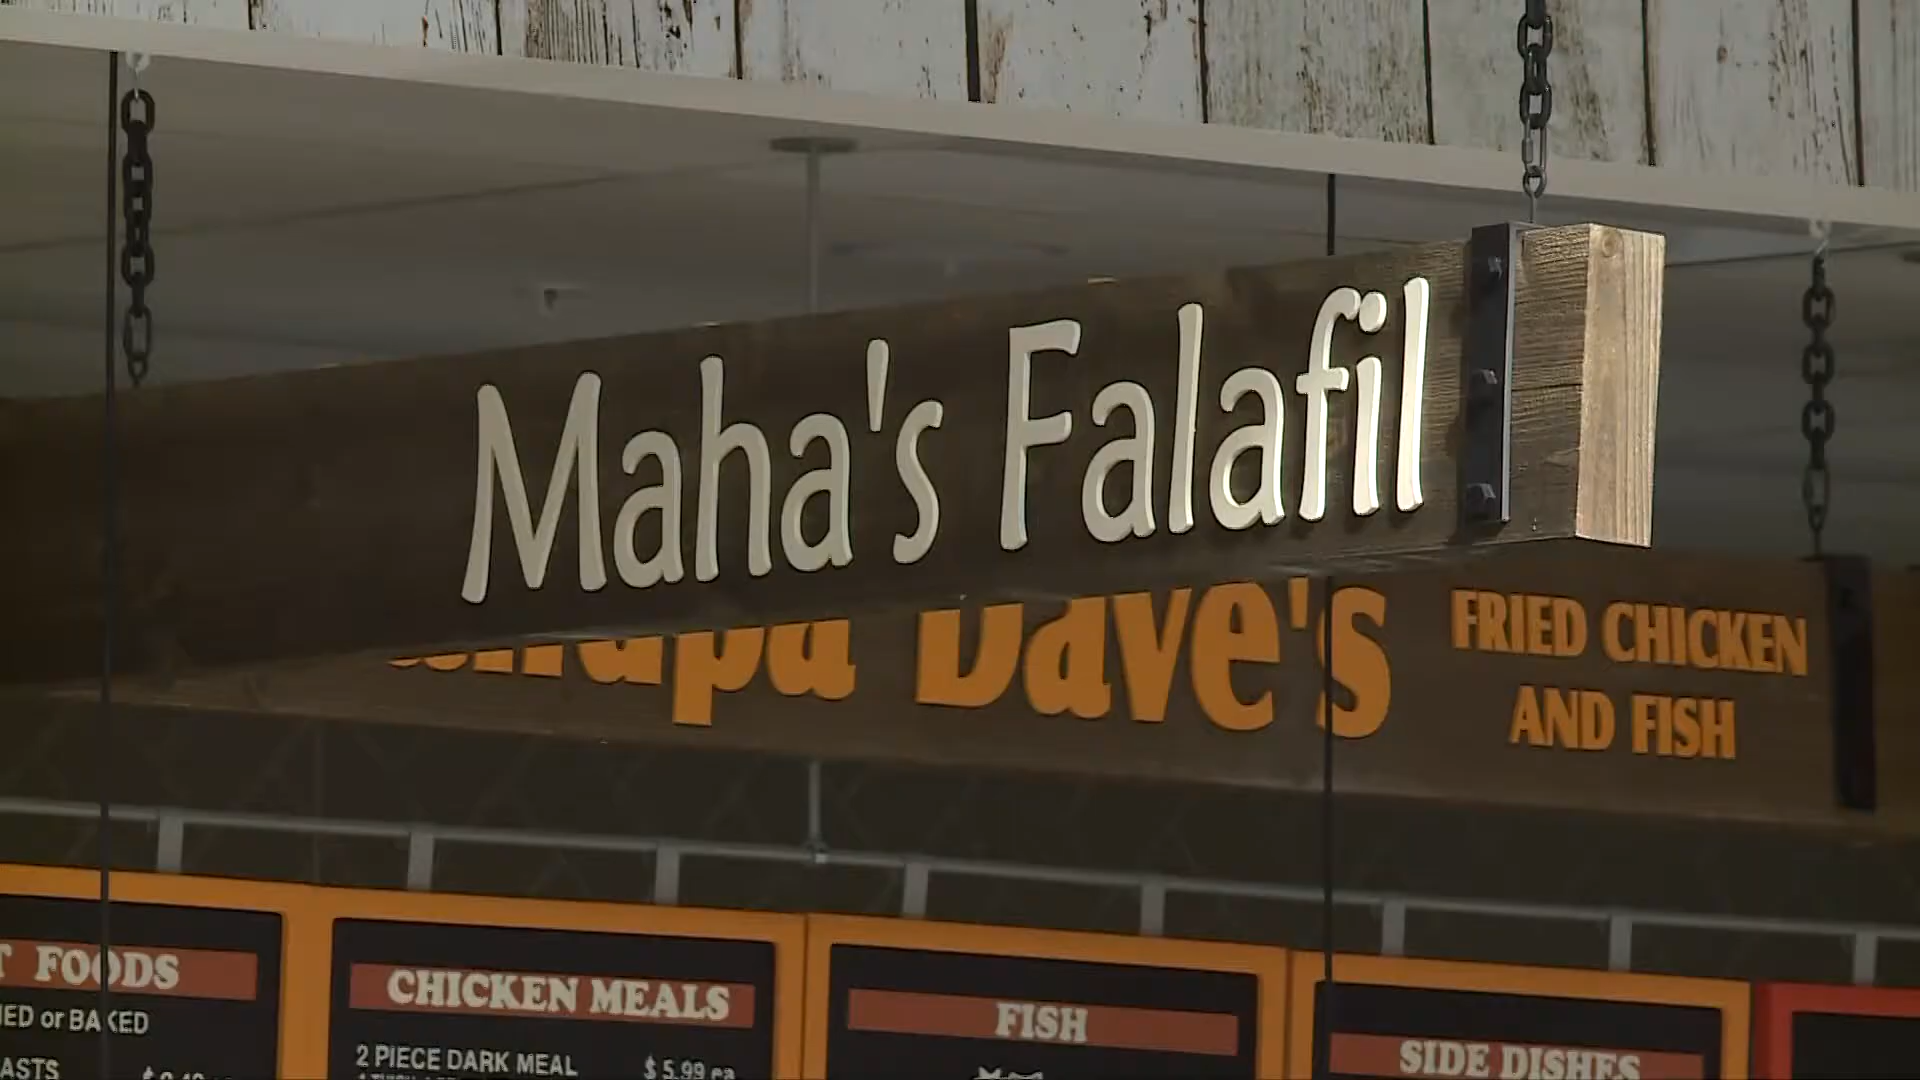 Maha's Falafil
Dave's
FRIED CHICKEN
AND FISH
FOODS
or BAKED
CHICKEN MEALS
2 PIECE DARK MEAL $5.99 ea
FISH
SIDE DISHES